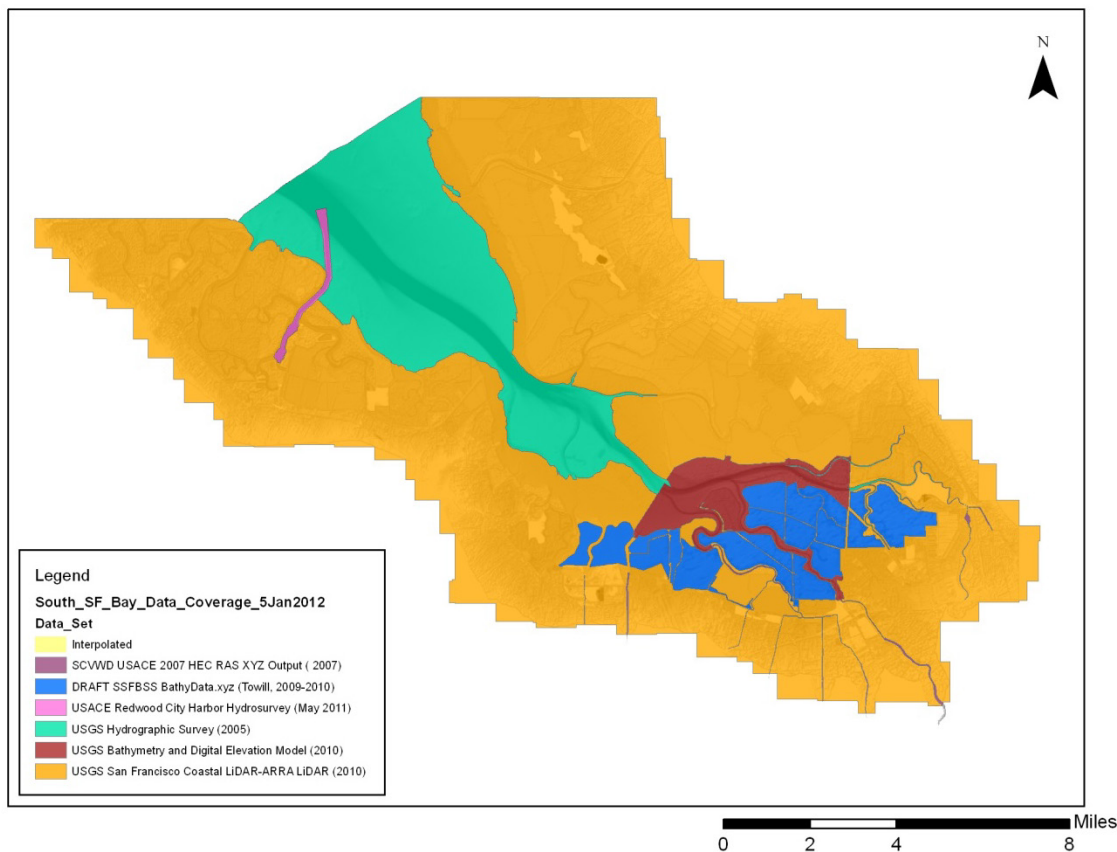 N
Legend
South_SF_Bay_Data_Coverage_5Jan2012
Data_Set
Interpolated
SCVWD USACE 2007 HEC RAS XYZ Output ( 2007)
DRAFT SSFBSS BathyData.xyz (Towill, 2009-2010)
USACE Redwood City Harbor Hydrosurvey (May 2011)
USGS Hydrographic Survey (2005)
USGS Bathymetry and Digital Elevation Model (2010)
USGS San Francisco Coastal LiDAR-ARRA LiDAR (2010)
Miles
0 2 4 8